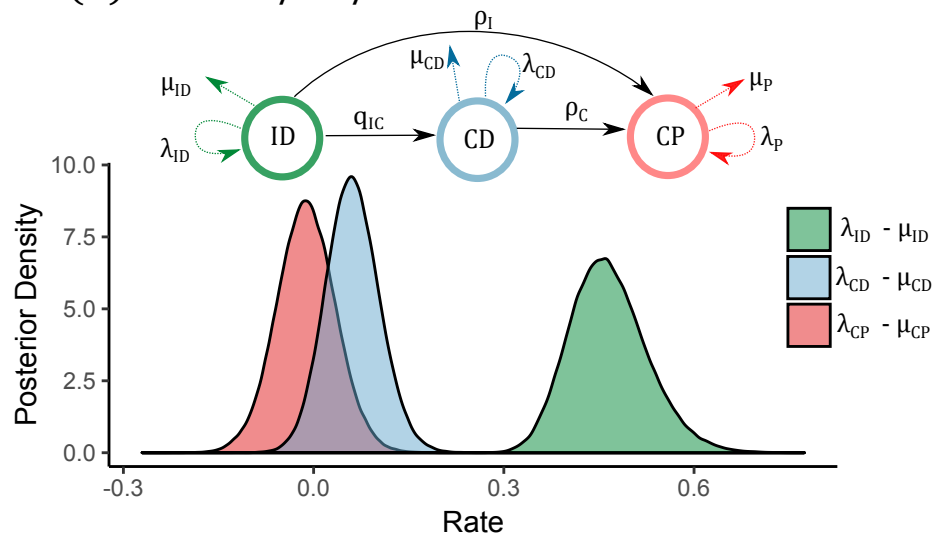 ρI
μID
λID
ID
qIC
μCD
λCD
CD
ρC
CP
μP
λP
10.0
7.5
5.0
2.5
0.0
Posterior Density
-0.3
0.0
0.3
0.6
Rate
λID - μID
λCD - μCD
λCP - μCP